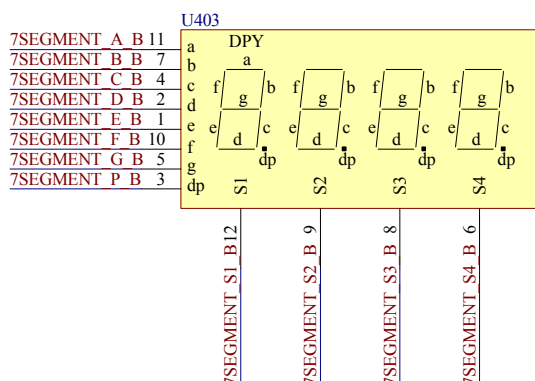 U403
7SEGMENT_A_B 11 a DPY
7SEGMENT_B_B 7 b
7SEGMENT_C_B 4 c
7SEGMENT_D_B 2 d
7SEGMENT_E_B 1 e
7SEGMENT_F_B 10 f
7SEGMENT_G_B 5 g
7SEGMENT_P_B 3 dp
a
f b f b f b f b
g g g g
e c e c e c e c
d d d d
dp dp dp dp
S1 S2 S3 S4
7SEGMENT_S1_B 12
7SEGMENT_S2_B 9
7SEGMENT_S3_B 8
7SEGMENT_S4_B 6